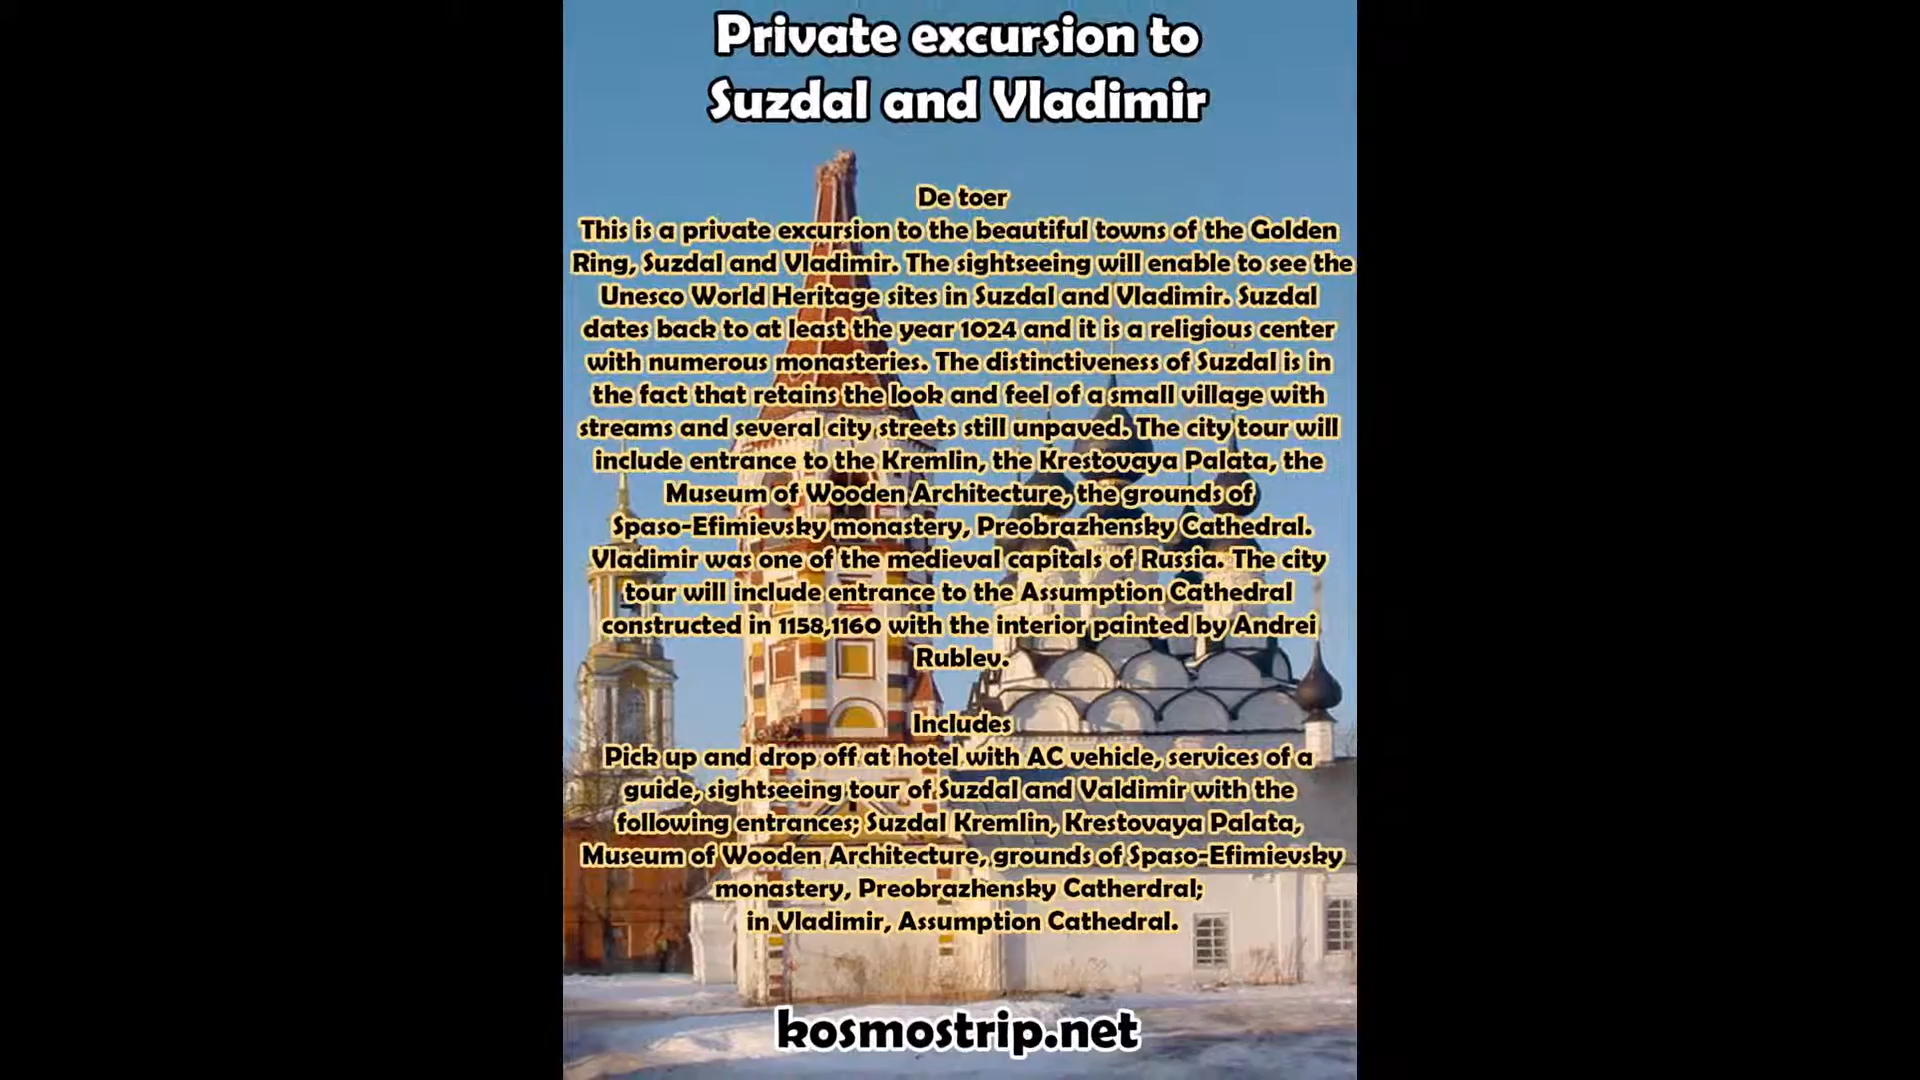 Private excursion to
Suzdal and Vladimir
De toer
This is a private excursion to the beautiful towns of the Golden
Ring, Suzdal and Vladimir. The sightseeing will enable to see the
Unesco World Heritage sites in Suzdal and Vladimir. Suzdal
dates back to at least the year 1024 and it is a religious center
with numerous monasteries. The distinctiveness of Suzdal is in
the fact that retains the look and feel of a small village with
streams and several city streets still unpaved. The city tour will
include entrance to the Kremlin, the Krestovaya Palata, the
Museum of Wooden Architecture, the grounds of
Spaso-Efimievsky monastery, Preobrazhensky Cathedral.
Vladimir was one of the medieval capitals of Russia. The city
tour will include entrance to the Assumption Cathedral
constructed in 1158,1160 with the interior painted by Andrei
Rublev.
Includes
Pick up and drop off at hotel with AC vehicle, services of a
guide, sightseeing tour of Suzdal and Valdimir with the
following entrances; Suzdal Kremlin, Krestovaya Palata,
Museum of Wooden Architecture, grounds of Spaso-Efimievsky
monastery, Preobrazhensky Catherdral;
in Vladimir, Assumption Cathedral.
kosmostrip.net